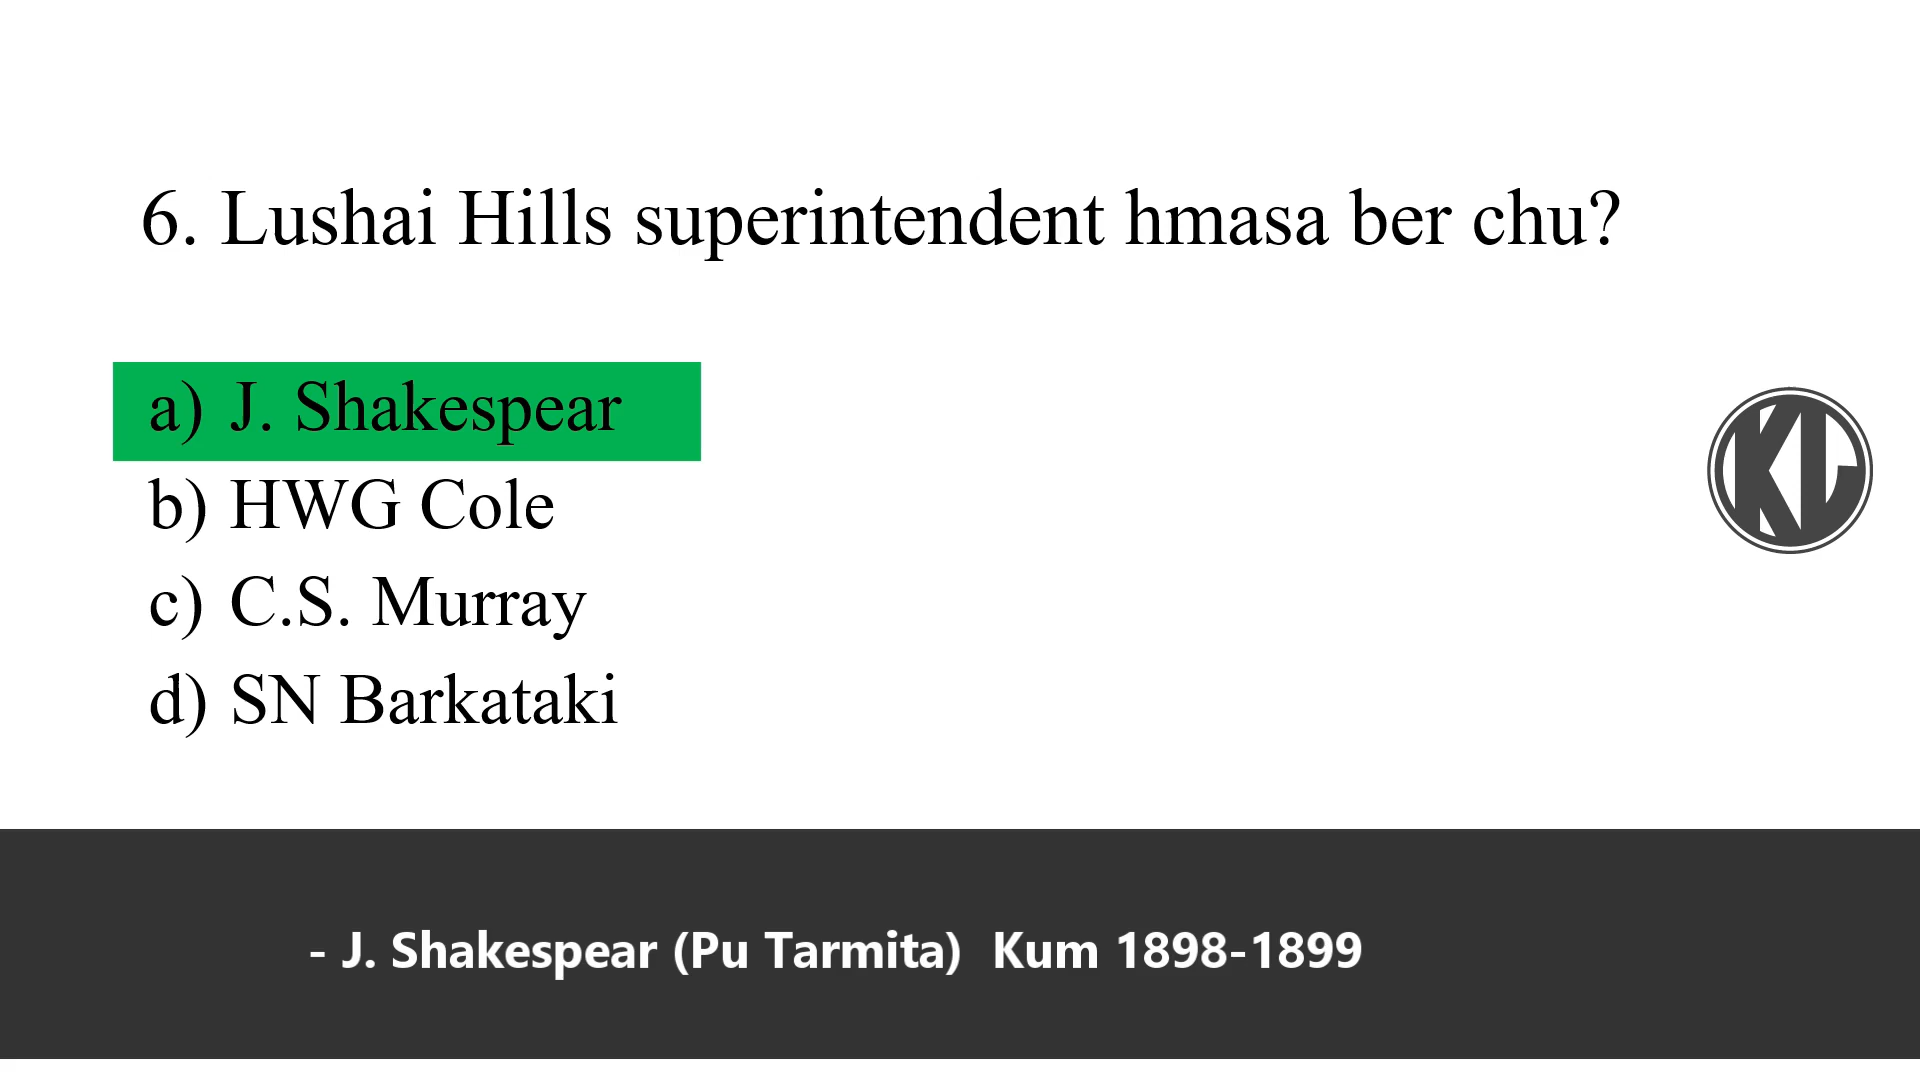 6. Lushai Hills superintendent hmasa ber chu?
a) J. Shakespear
b) HWG Cole
c) C.S. Murray
d) SN Barkataki
KL
- J. Shakespear (Pu Tarmita) Kum 1898-1899